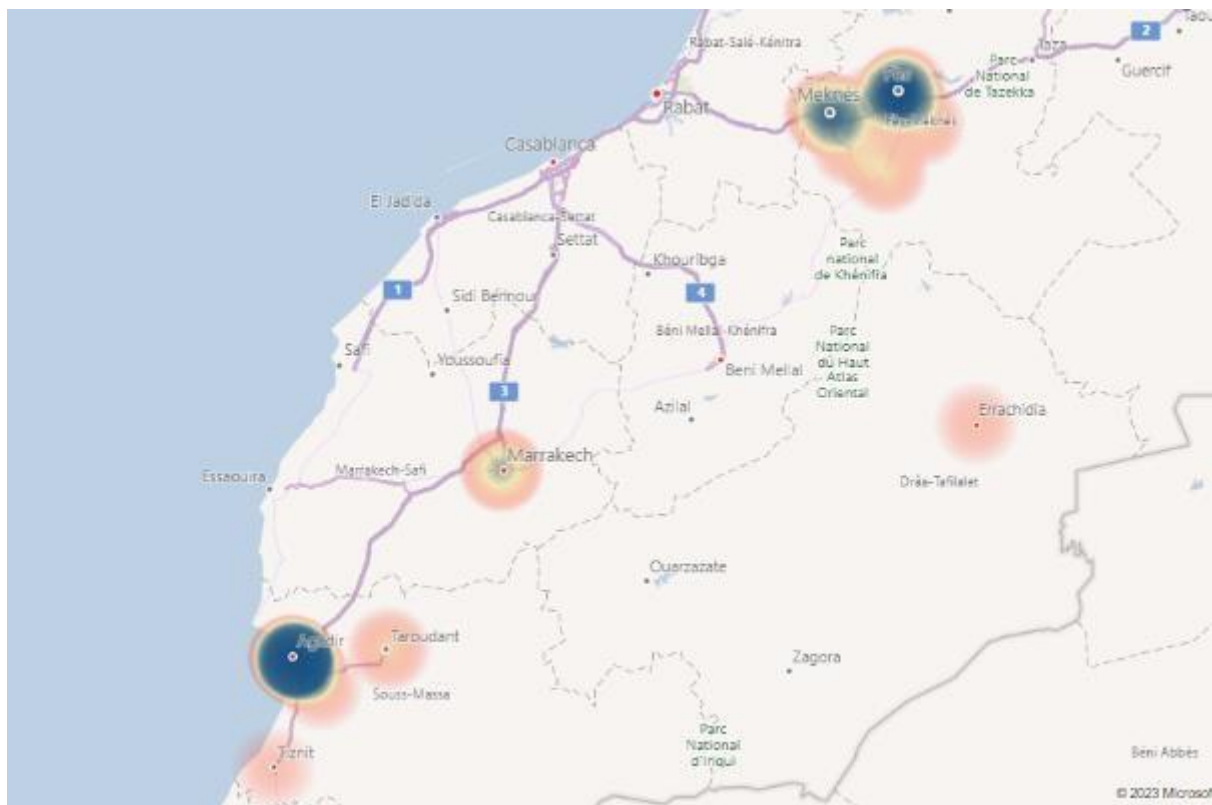 Rabat-Salé-Kénitra
2
Taza
Guercif
Parc
National
de Tazekka
Fès
Meknès
Rabat
Casablanca
El Jadida
Casablanca-Settat
Settat
Khouribga
Parc
national
de Khénifra
1
4
Sidi Bennour
Béni Mellal-Khénifra
Parc
National
du Haut
Atlas
Oriental
Safi
Youssoufia
Beni Mellal
3
Azilal
Errachidia
Marrakech
Marrakech-Safi
Essaouira
Drâa-Tafilalet
Ouarzazate
Agadir
Taroudant
Zagora
Souss-Massa
Parc
National
d'Iriqui
Tiznit
Béni Abbès
© 2023 Microsoft